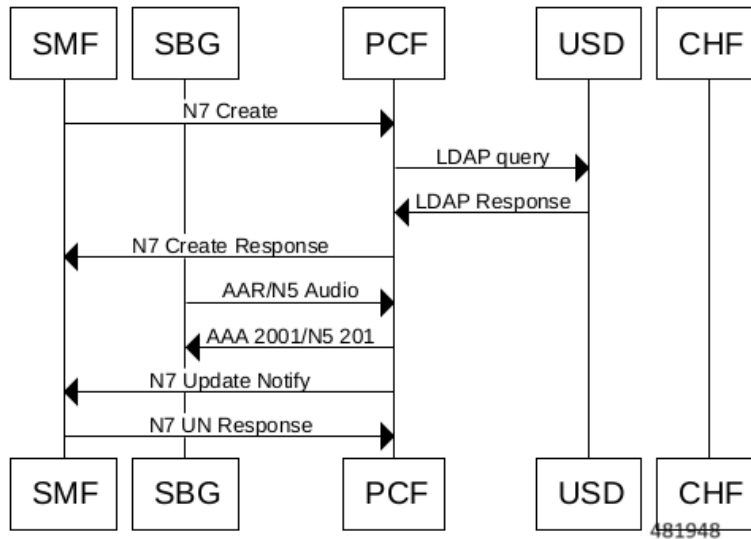 SMF SBG PCF USD CHF
N7 Create
LDAP query
LDAP Response
N7 Create Response
AAR/N5 Audio
AAA 2001/N5 201
N7 Update Notify
N7 UN Response
SMF SBG PCF USD CHF
481948